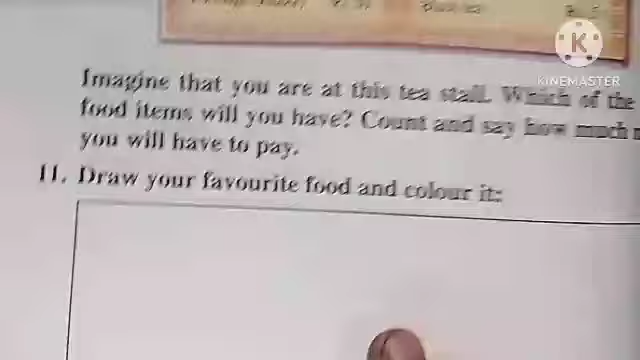 KINEMASTER
Imagine that you are at this tea stall. Which of the
food items will you have? Count and say how much
you will have to pay.
11. Draw your favourite food and colour it: